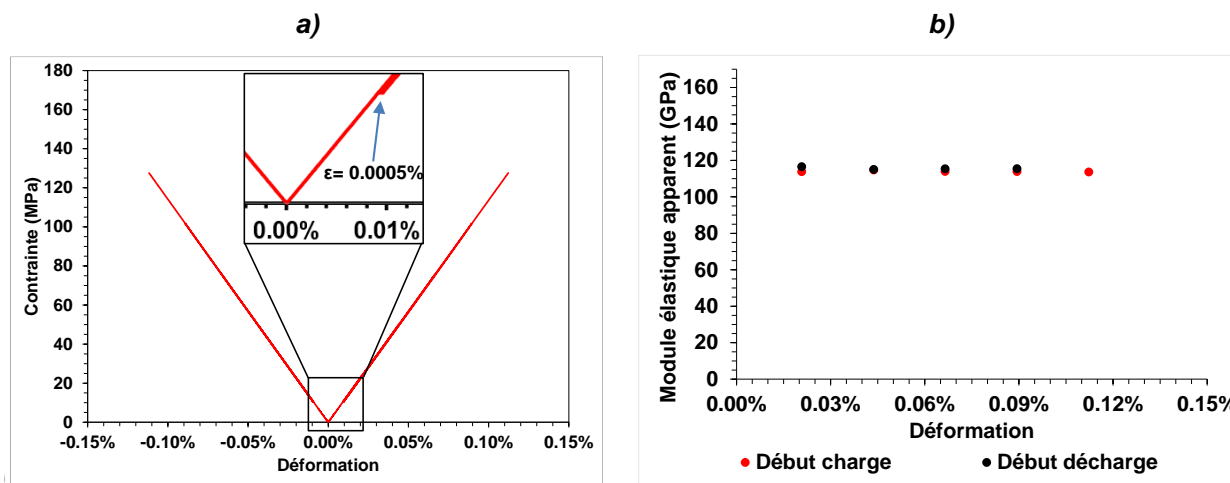 a)
b)
Contrainte (MPa)
180
160
140
120
100
80
60
40
20
0
ε= 0.0005%
0.00% 0.01%
-0.15% -0.10% -0.05% 0.00% 0.05% 0.10% 0.15%
Déformation
Module élastique apparent (GPa)
160
140
120
100
80
60
40
20
0
0.00% 0.03% 0.06% 0.09% 0.12% 0.15%
Déformation
Début charge Début décharge